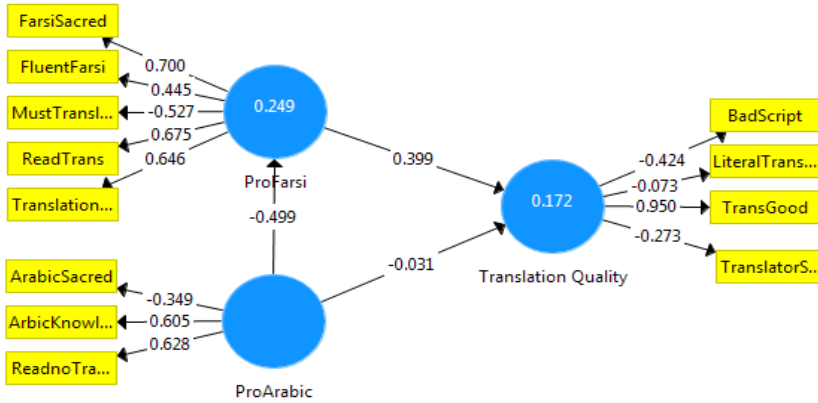 FarsiSacred
FluentFarsi
MustTransl...
ReadTrans
Translation...
0.700
0.445
-0.527
0.675
0.646
0.249
ProFarsi
0.399
-0.499
-0.031
ArabicSacred
ArbicKnowl...
ReadnoTra...
-0.349
0.605
0.628
ProArabic
0.172
Translation Quality
-0.424
-0.073
0.950
-0.273
BadScript
LiteralTrans...
TransGood
TranslatorS...